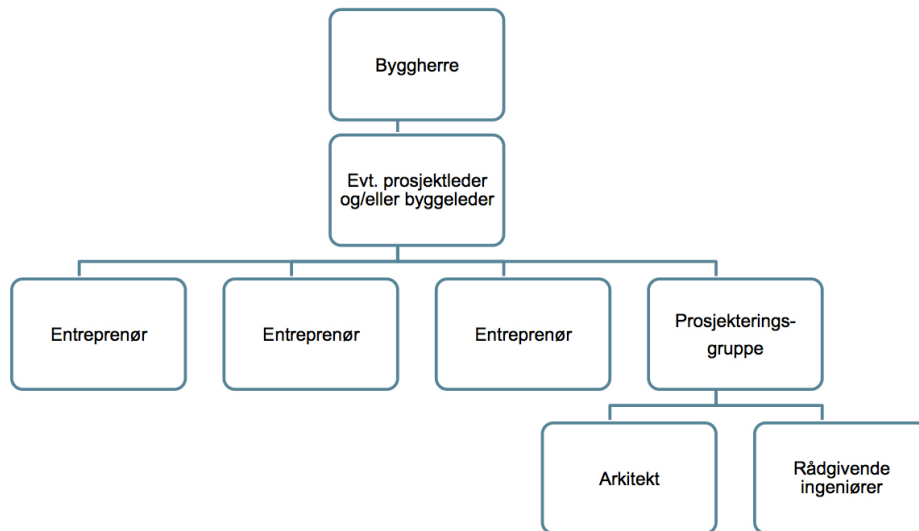 Byggherre
Evt. prosjektleder
og/eller byggeleder
Entreprenør
Entreprenør
Entreprenør
Prosjekterings-
gruppe
Arkitekt
Rådgivende
ingeniører